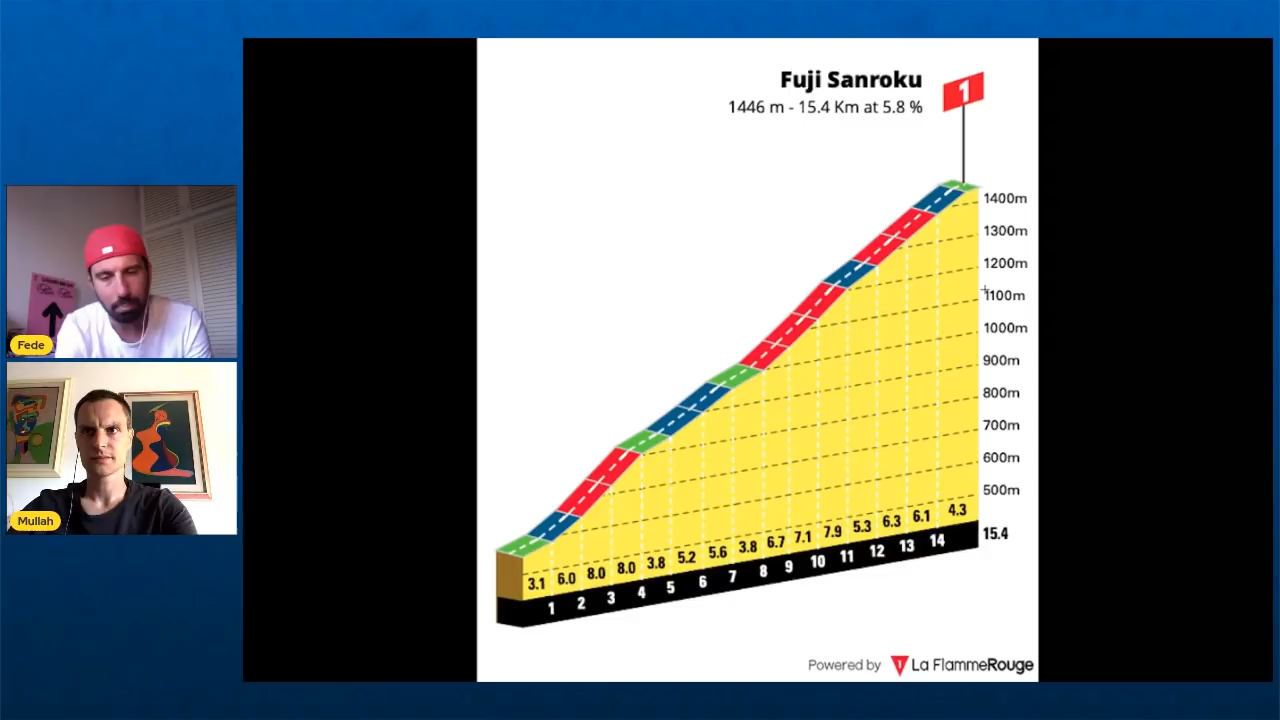 Fuji Sanroku
1
1446 m - 15.4 Km at 5.8 %
1400m
1300m
1200m
1100m
1000m
900m
800m
700m
600m
500m
3.1 6.0 8.0 8.0 3.8 5.2 5.6 3.8 6.7 7.1 7.9 5.3 6.3 6.1 4.3
1 2 3 4 5 6 7 8 9 10 11 12 13 14 15.4
Powered by La FlammeRouge
Fede
Mullah